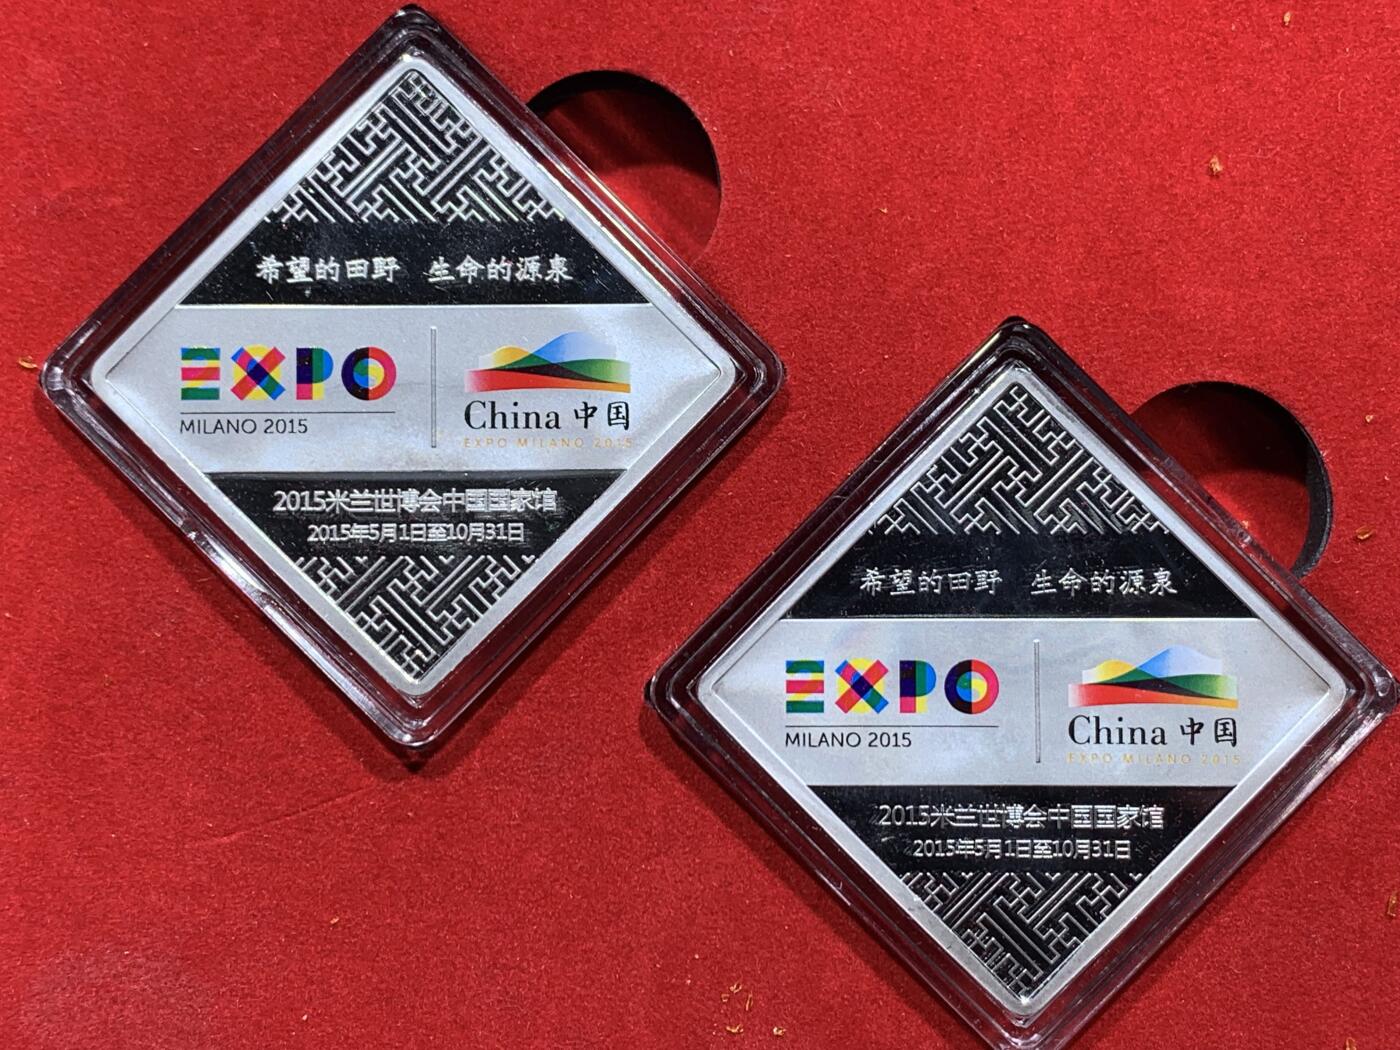 希望的田野 生命的源泉
EXPO
MILANO 2015
China 中国
EXPO MILANO 2015
2015米兰世博会中国国家馆
2015年5月1日至10月31日
希望的田野 生命的源泉
EXPO
MILANO 2015
China 中国
EXPO MILANO 2015
2015米兰世博会中国国家馆
2015年5月1日至10月31日